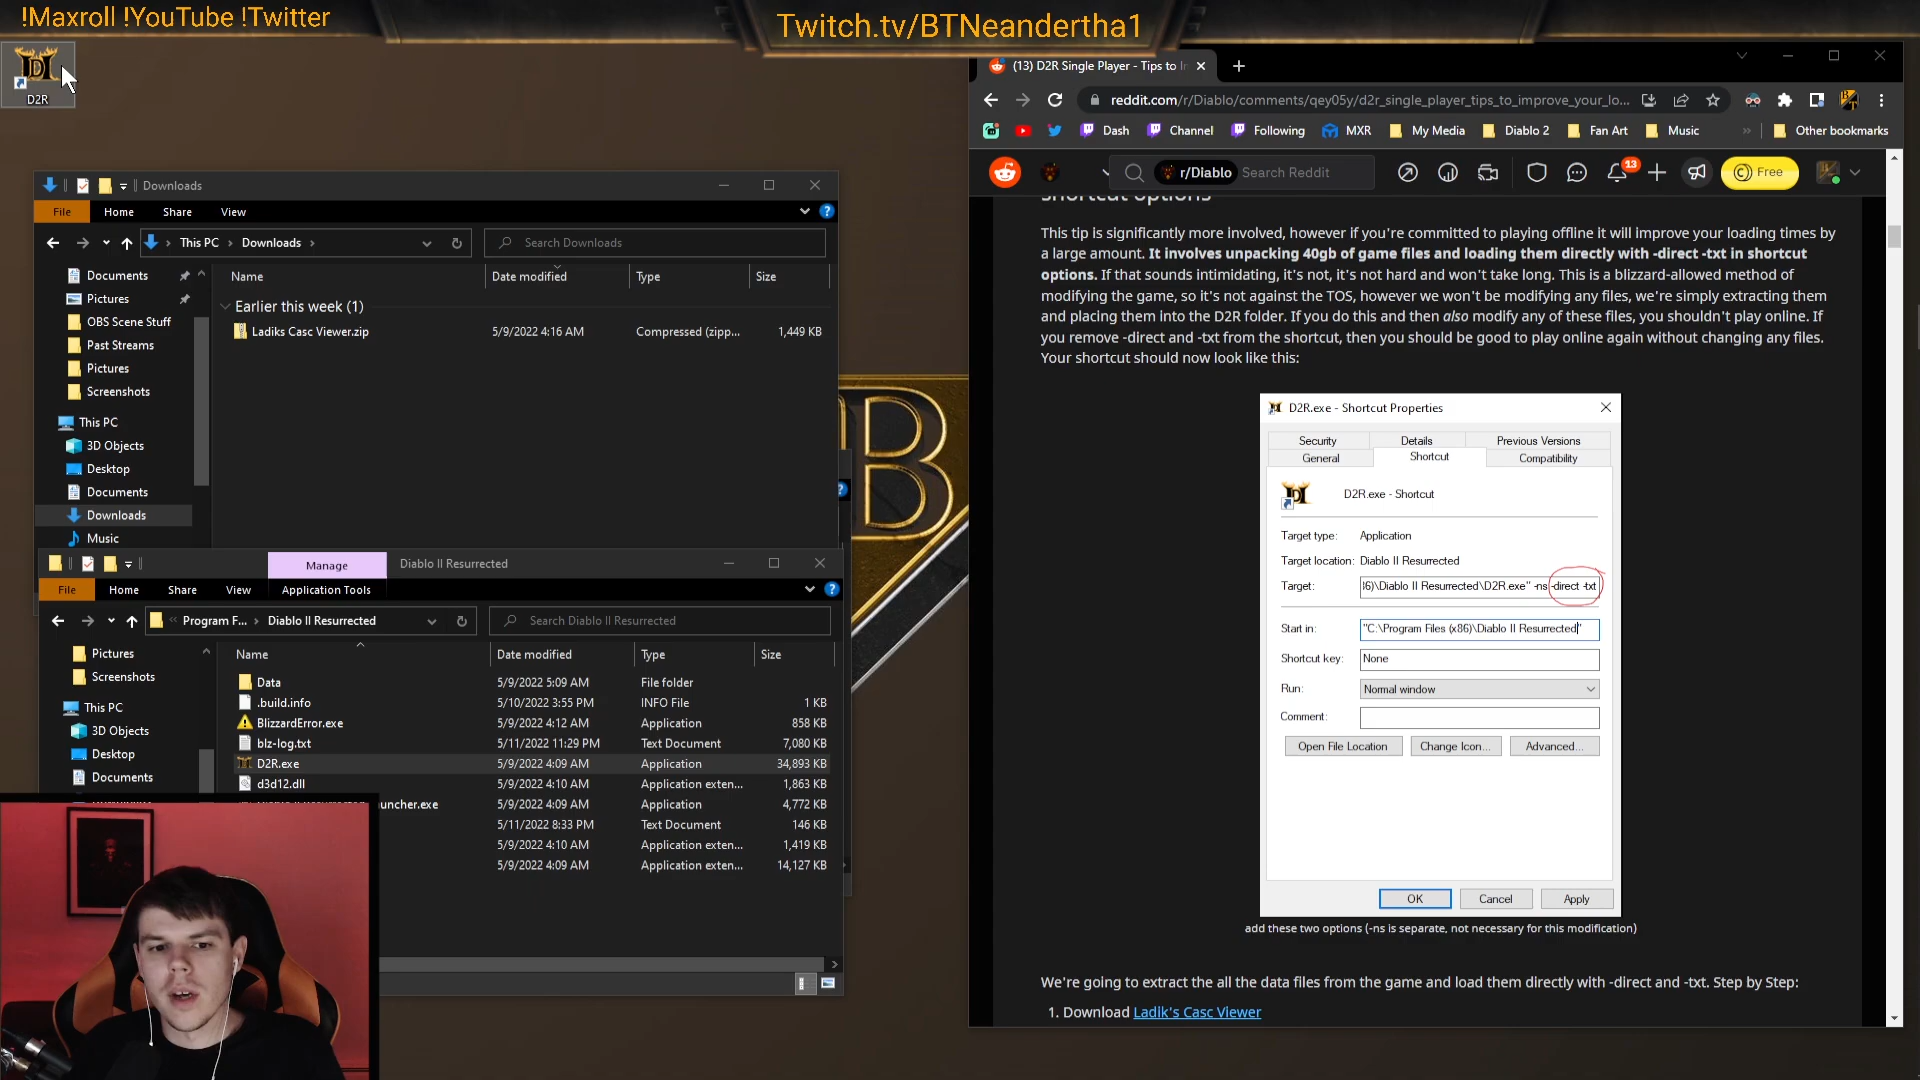 !Maxroll !YouTube !Twitter
Twitch.tv/BTNeandertha1
D2R
Downloads
File Home Share View
This PC Downloads
Search Downloads
Documents
Pictures
OBS Scene Stuff
Past Streams
Pictures
Screenshots
This PC
3D Objects
Desktop
Documents
Downloads
Music
Name Date modified Type Size
Earlier this week (1)
Ladiks Casc Viewer.zip 5/9/2022 4:16 AM Compressed (zipp... 1,449 KB
Manage Diablo II Resurrected
File Home Share View Application Tools
Program F... Diablo II Resurrected
Search Diablo II Resurrected
Pictures
Screenshots
This PC
3D Objects
Desktop
Documents
Name Date modified Type Size
Data 5/9/2022 5:09 AM File folder
.build.info 5/10/2022 3:55 PM INFO File 1 KB
BlizzardError.exe 5/9/2022 4:12 AM Application 858 KB
blz-log.txt 5/11/2022 11:29 PM Text Document 7,080 KB
D2R.exe 5/9/2022 4:09 AM Application 34,893 KB
d3d12.dll 5/9/2022 4:10 AM Application exten... 1,863 KB
uncher.exe 5/9/2022 4:09 AM Application 4,772 KB
5/11/2022 8:33 PM Text Document 146 KB
5/9/2022 4:10 AM Application exten... 1,419 KB
5/9/2022 4:09 AM Application exten... 14,127 KB
(13) D2R Single Player - Tips to I
reddit.com/r/Diablo/comments/qey05y/d2r_single_player_tips_to_improve_your_lo...
Dash Channel Following MXR My Media Diablo 2 Fan Art Music » Other bookmarks
r/Diablo Search Reddit 13 Free
Shortcut options
This tip is significantly more involved, however if you're committed to playing offline it will improve your loading times by
a large amount. It involves unpacking 40gb of game files and loading them directly with -direct -txt in shortcut
options. If that sounds intimidating, it's not, it's not hard and won't take long. This is a blizzard-allowed method of
modifying the game, so it's not against the TOS, however we won't be modifying any files, we're simply extracting them
and placing them into the D2R folder. If you do this and then also modify any of these files, you shouldn't play online. If
you remove -direct and -txt from the shortcut, then you should be good to play online again without changing any files.
Your shortcut should now look like this:
D2R.exe - Shortcut Properties
Security Details Previous Versions
General Shortcut Compatibility
D2R.exe - Shortcut
Target type: Application
Target location: Diablo II Resurrected
Target: \Diablo II Resurrected\D2R.exe" -ns -direct -txt
Start in: "C:\Program Files (x86)\Diablo II Resurrected"
Shortcut key: None
Run: Normal window
Comment:
Open File Location Change Icon... Advanced...
OK Cancel Apply
add these two options (-ns is separate, not necessary for this modification)
We're going to extract the all the data files from the game and load them directly with -direct and -txt. Step by Step:
1. Download Ladik's Casc Viewer